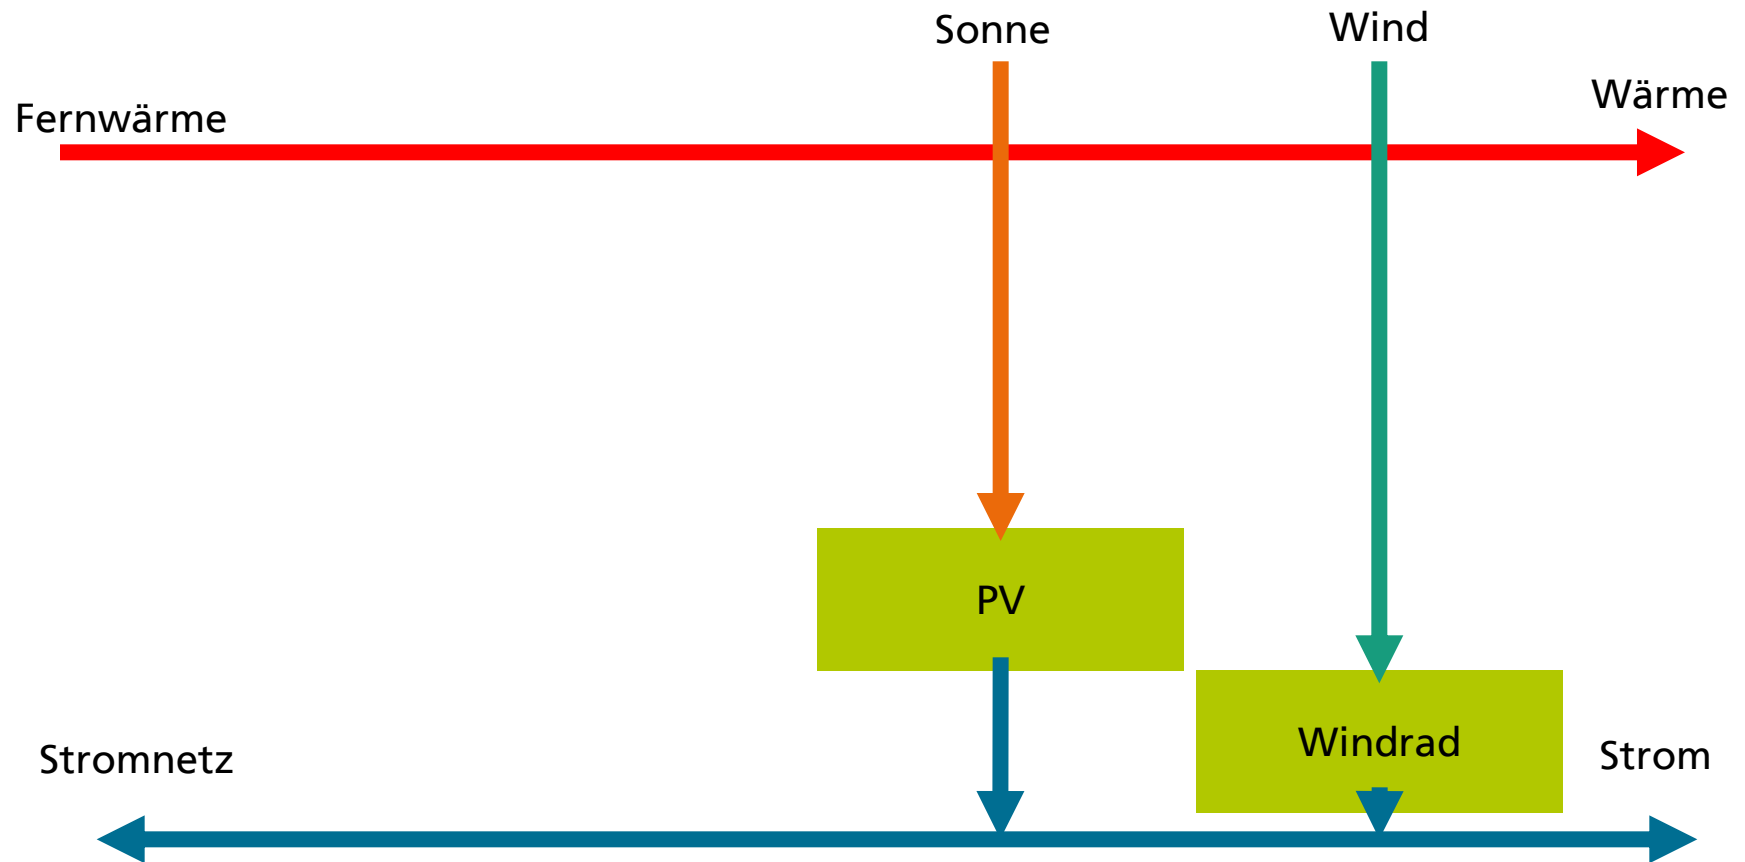 Sonne
Wind
Wärme
Fernwärme
PV
Windrad
Strom
Stromnetz